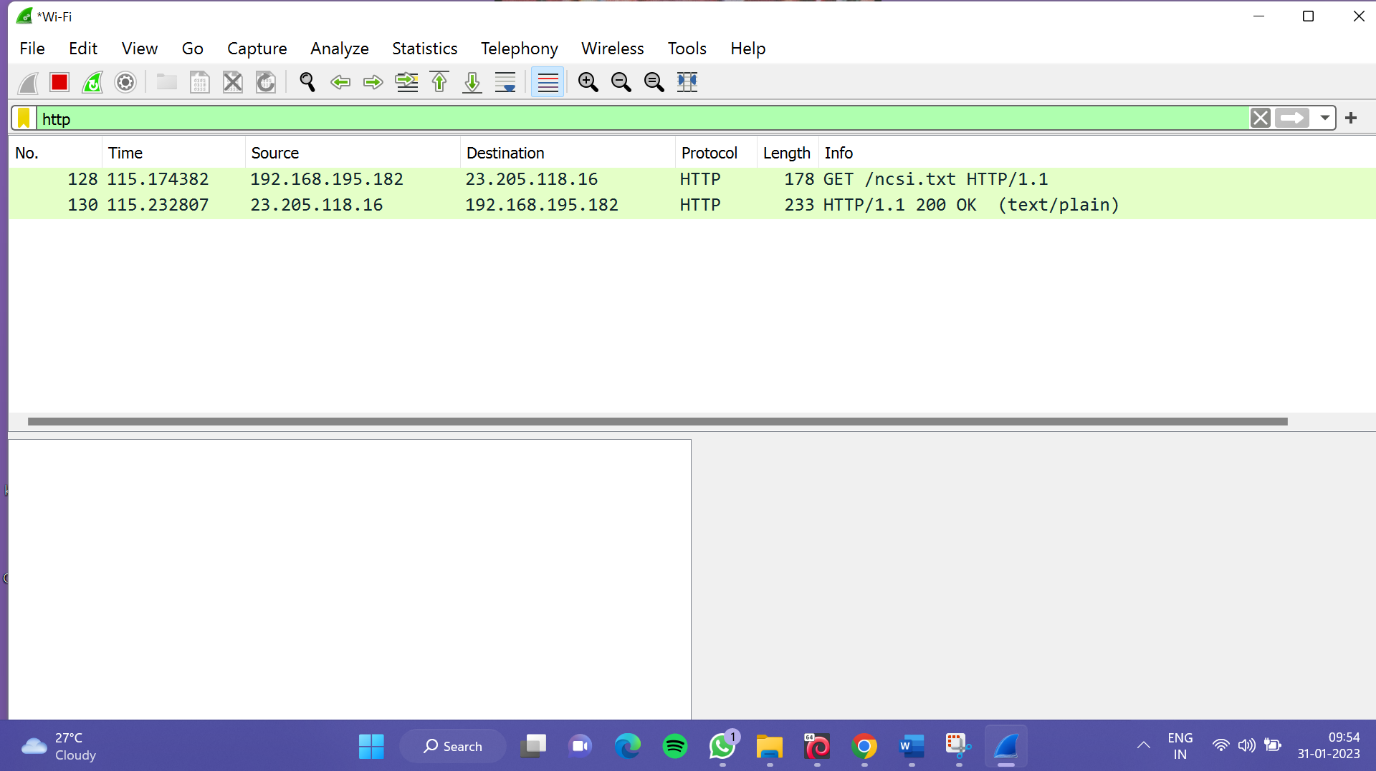 *Wi-Fi
File Edit View Go Capture Analyze Statistics Telephony Wireless Tools Help
http
No. Time Source Destination Protocol Length Info
128 115.174382 192.168.195.182 23.205.118.16 HTTP 178 GET /ncsi.txt HTTP/1.1
130 115.232807 23.205.118.16 192.168.195.182 HTTP 233 HTTP/1.1 200 OK (text/plain)
27°C
Cloudy
Search
1
ENG
IN
09:54
31-01-2023